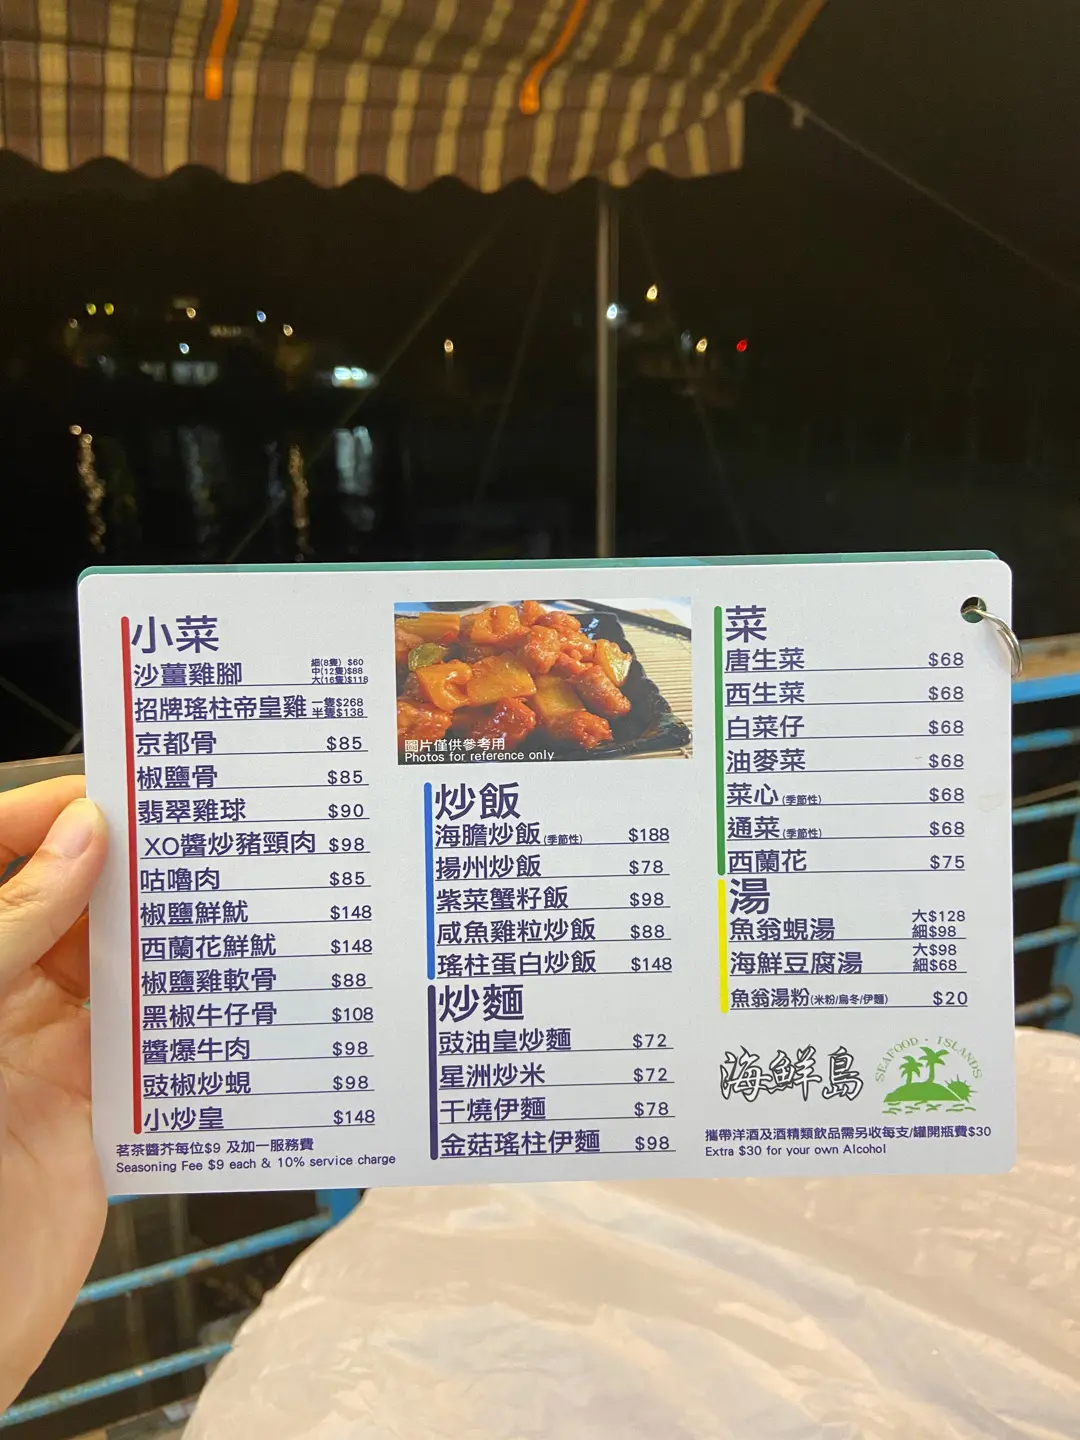 小菜
沙薑雞腳 細(8隻) $60
中(12隻)$88
大(16隻)$118
招牌瑤柱帝皇雞 一隻$268
半隻$138
京都骨 $85
椒鹽骨 $85
翡翠雞球 $90
XO醬炒豬頸肉 $98
咕嚕肉 $85
椒鹽鮮魷 $148
西蘭花鮮魷 $148
椒鹽雞軟骨 $88
黑椒牛仔骨 $108
醬爆牛肉 $98
豉椒炒蜆 $98
小炒皇 $148
茗茶醬芥每位$9 及加一服務費
Seasoning Fee $9 each & 10% service charge
圖片僅供參考用
Photos for reference only
炒飯
海膽炒飯(季節性) $188
揚州炒飯 $78
紫菜蟹籽飯 $98
咸魚雞粒炒飯 $88
瑤柱蛋白炒飯 $148
炒麵
豉油皇炒麵 $72
星洲炒米 $72
干燒伊麵 $78
金菇瑤柱伊麵 $98
菜
唐生菜 $68
西生菜 $68
白菜仔 $68
油麥菜 $68
菜心(季節性) $68
通菜(季節性) $68
西蘭花 $75
湯
魚翁蜆湯 大$128
細$98
海鮮豆腐湯 大$98
細$68
魚翁湯粉(米粉/烏冬/伊麵) $20
海鮮島
SEAFOOD · ISLANDS
攜帶洋酒及酒精類飲品需另收每支/罐開瓶費$30
Extra $30 for your own Alcohol